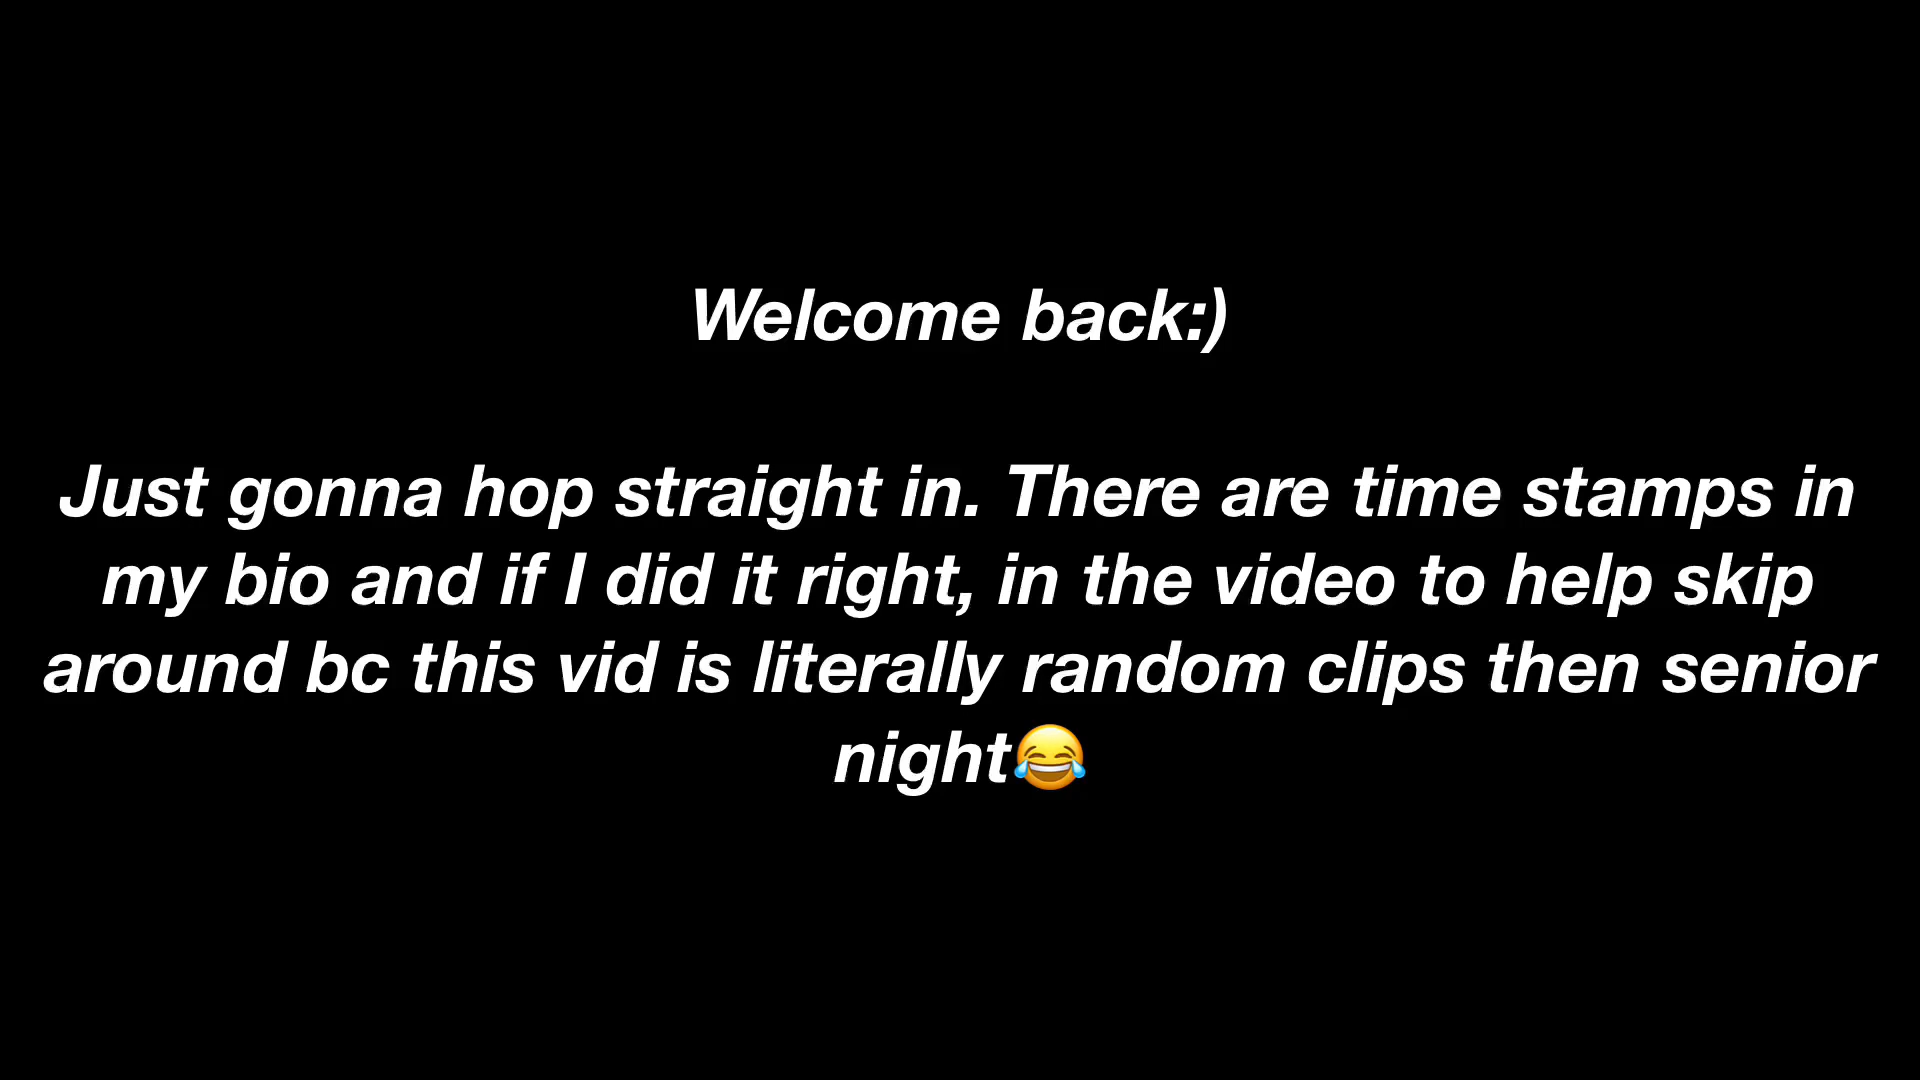 Welcome back:)
Just gonna hop straight in. There are time stamps in
my bio and if I did it right, in the video to help skip
around bc this vid is literally random clips then senior
night😂